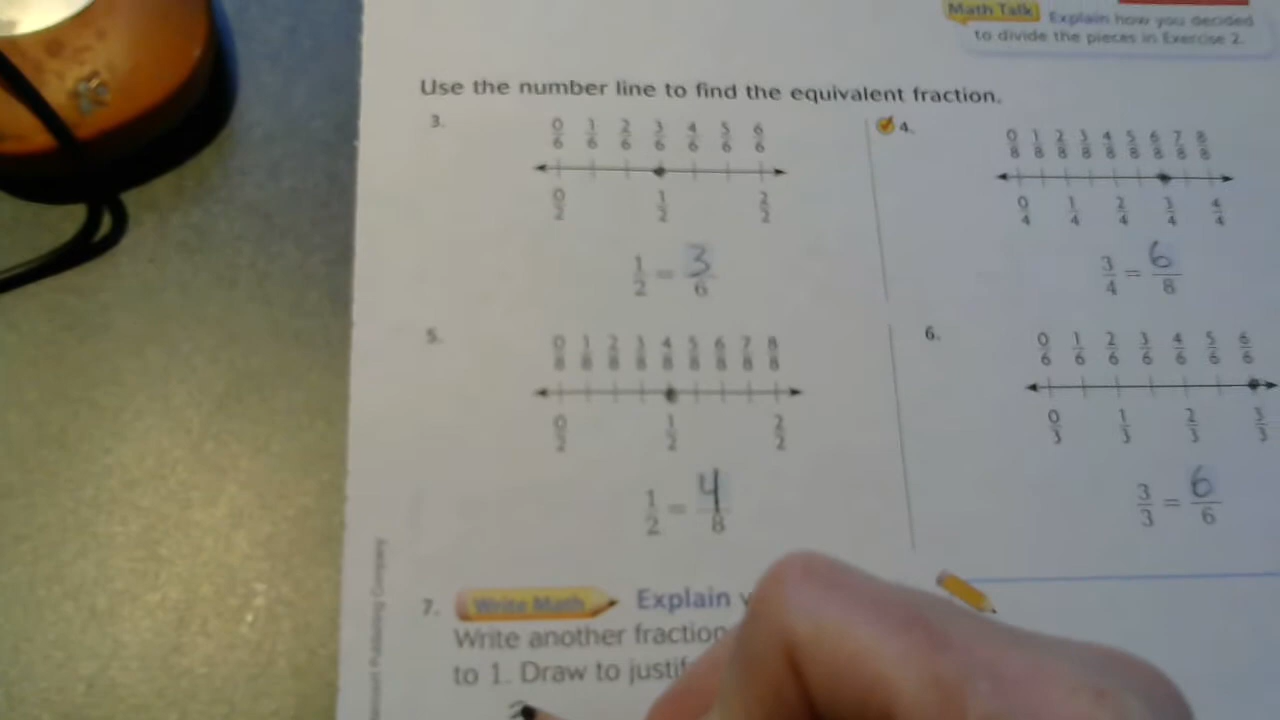 Math Talk Explain how you decided
to divide the pieces in Exercise 2.
Use the number line to find the equivalent fraction.
3.
0/6 1/6 2/6 3/6 4/6 5/6 6/6
0/2 1/2 2/2
1/2 = 3/6
4.
0/8 1/8 2/8 3/8 4/8 5/8 6/8 7/8 8/8
0/4 1/4 2/4 3/4 4/4
3/4 = 6/8
5.
0/8 1/8 2/8 3/8 4/8 5/8 6/8 7/8 8/8
0/2 1/2 2/2
1/2 = 4/8
6.
0/6 1/6 2/6 3/6 4/6 5/6 6/6
0/3 1/3 2/3 3/3
3/3 = 6/6
7. Write Math Explain
Write another fraction
to 1. Draw to
Publishing Company